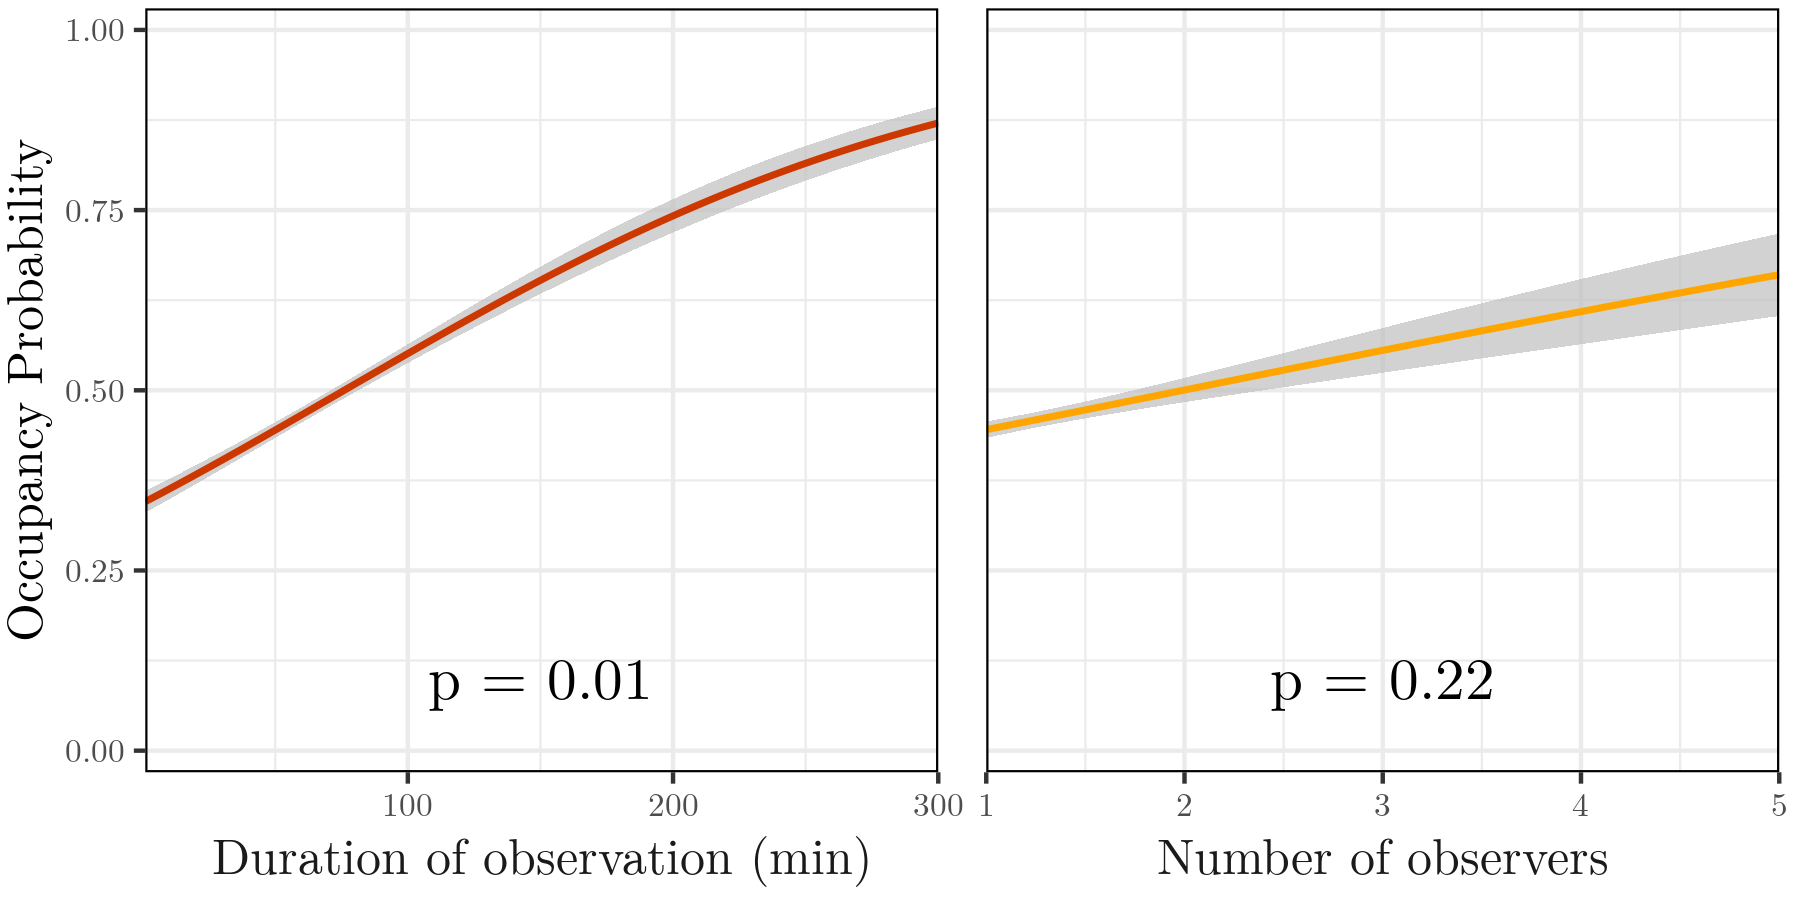 Occupancy Probability
1.00
0.75
0.50
0.25
0.00
p = 0.01
100 200 300
Duration of observation (min)
p = 0.22
1 2 3 4 5
Number of observers